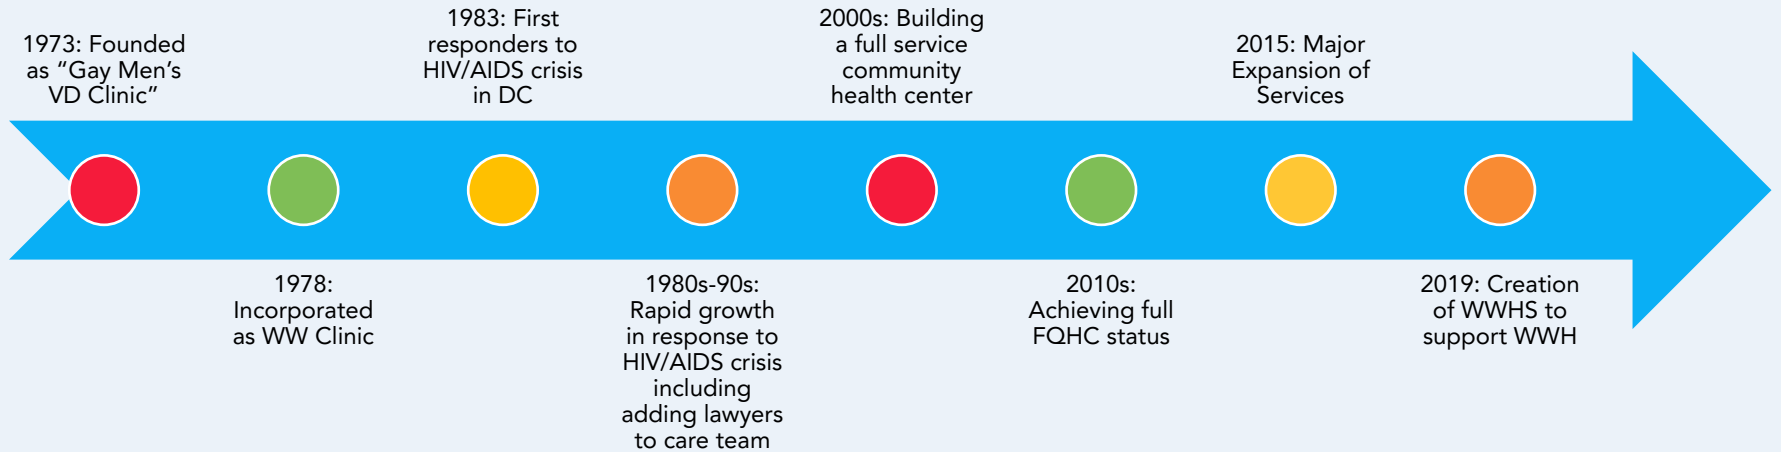 1973: Founded
as “Gay Men’s
VD Clinic”
1978:
Incorporated
as WW Clinic
1983: First
responders to
HIV/AIDS crisis
in DC
1980s-90s:
Rapid growth
in response to
HIV/AIDS crisis
including
adding lawyers
to care team
2000s: Building
a full service
community
health center
2010s:
Achieving full
FQHC status
2015: Major
Expansion of
Services
2019: Creation
of WWHS to
support WWH